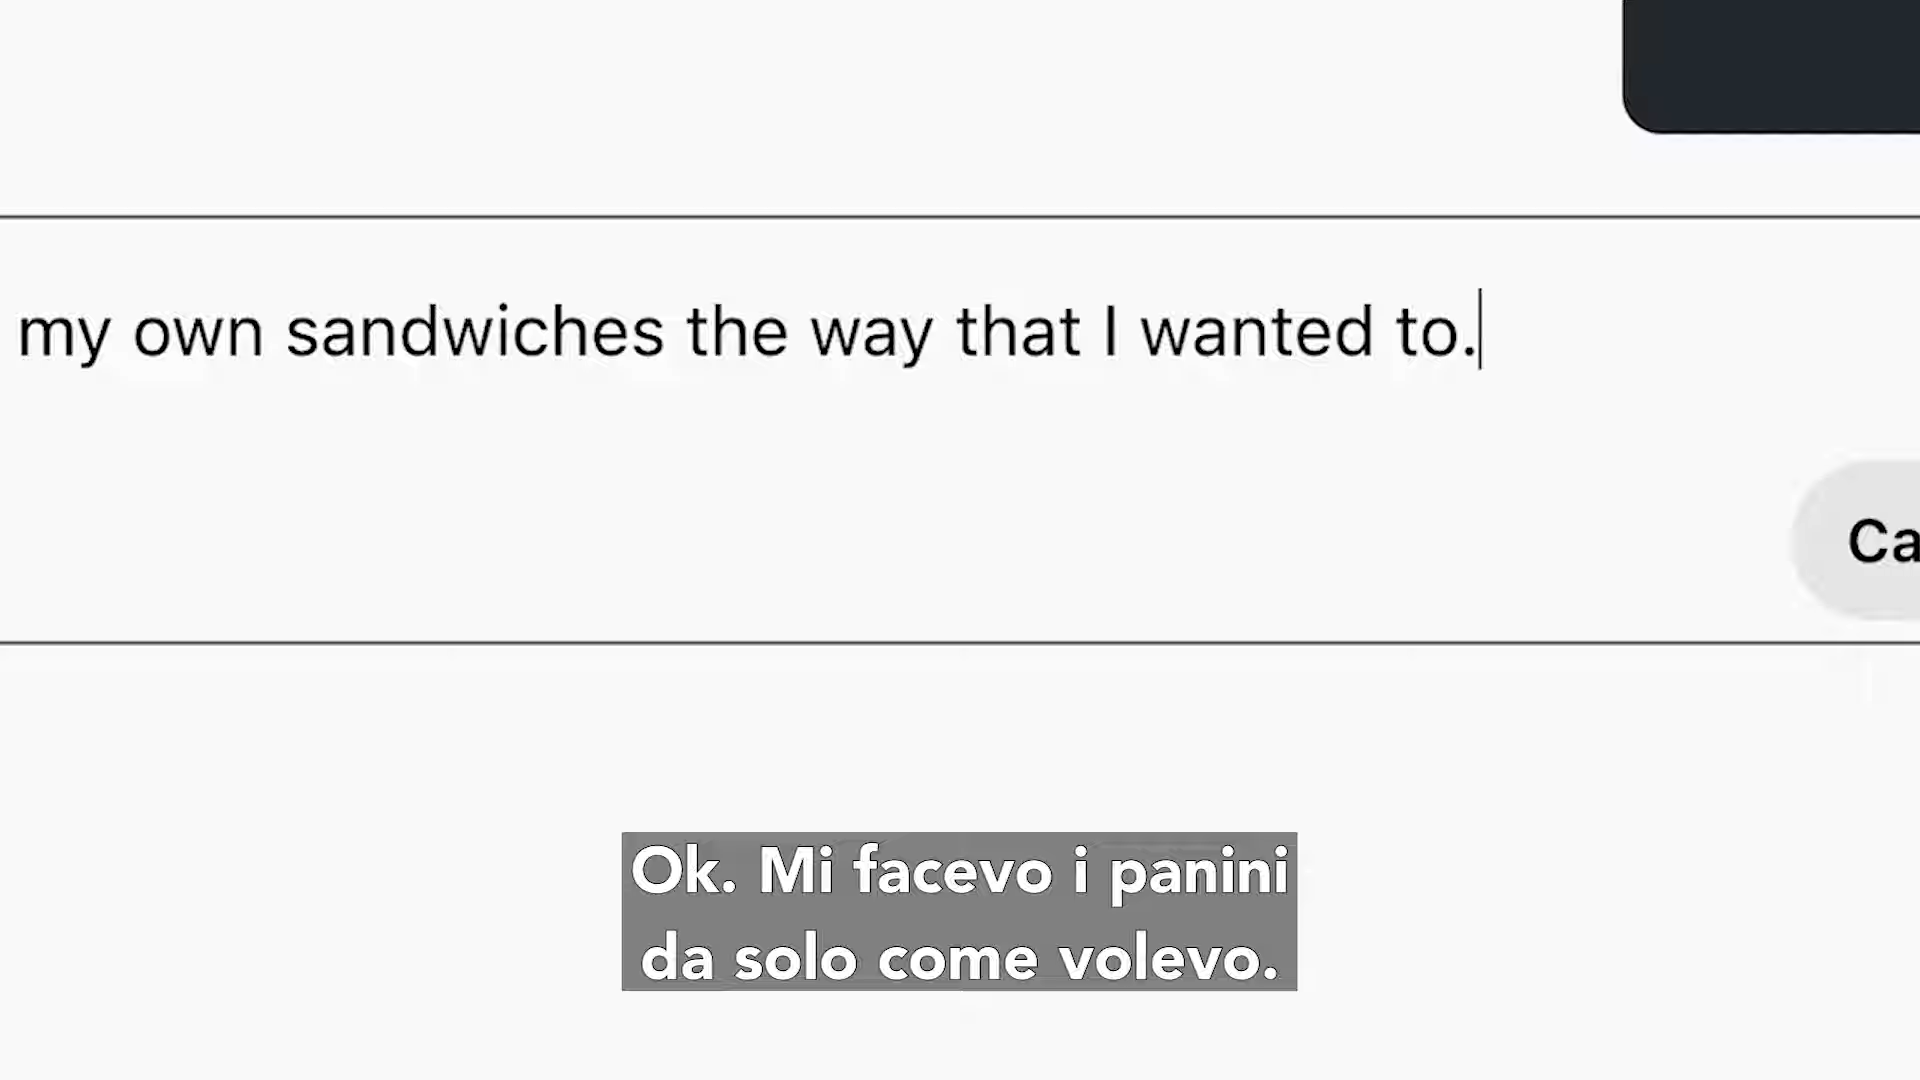 my own sandwiches the way that I wanted to.
Ca
Ok. Mi facevo i panini
da solo come volevo.